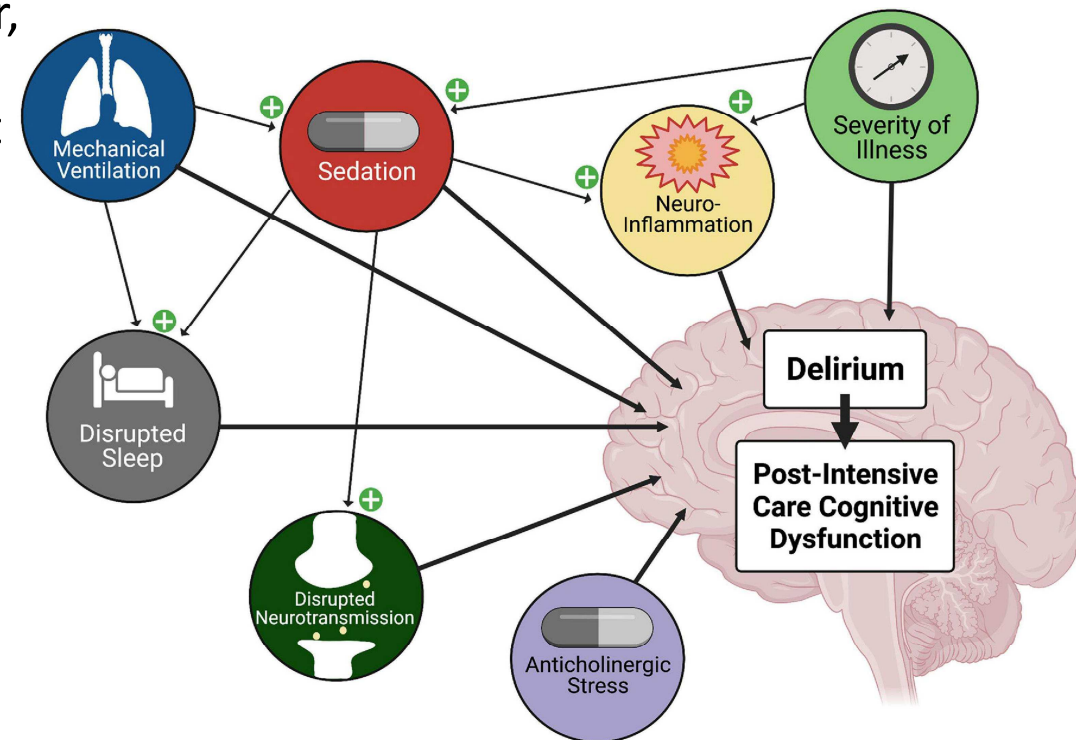 r,
Mechanical
Ventilation
Sedation
Severity of
Illness
Neuro-
Inflammation
Disrupted
Sleep
Delirium
Post-Intensive
Care Cognitive
Dysfunction
Disrupted
Neurotransmission
Anticholinergic
Stress